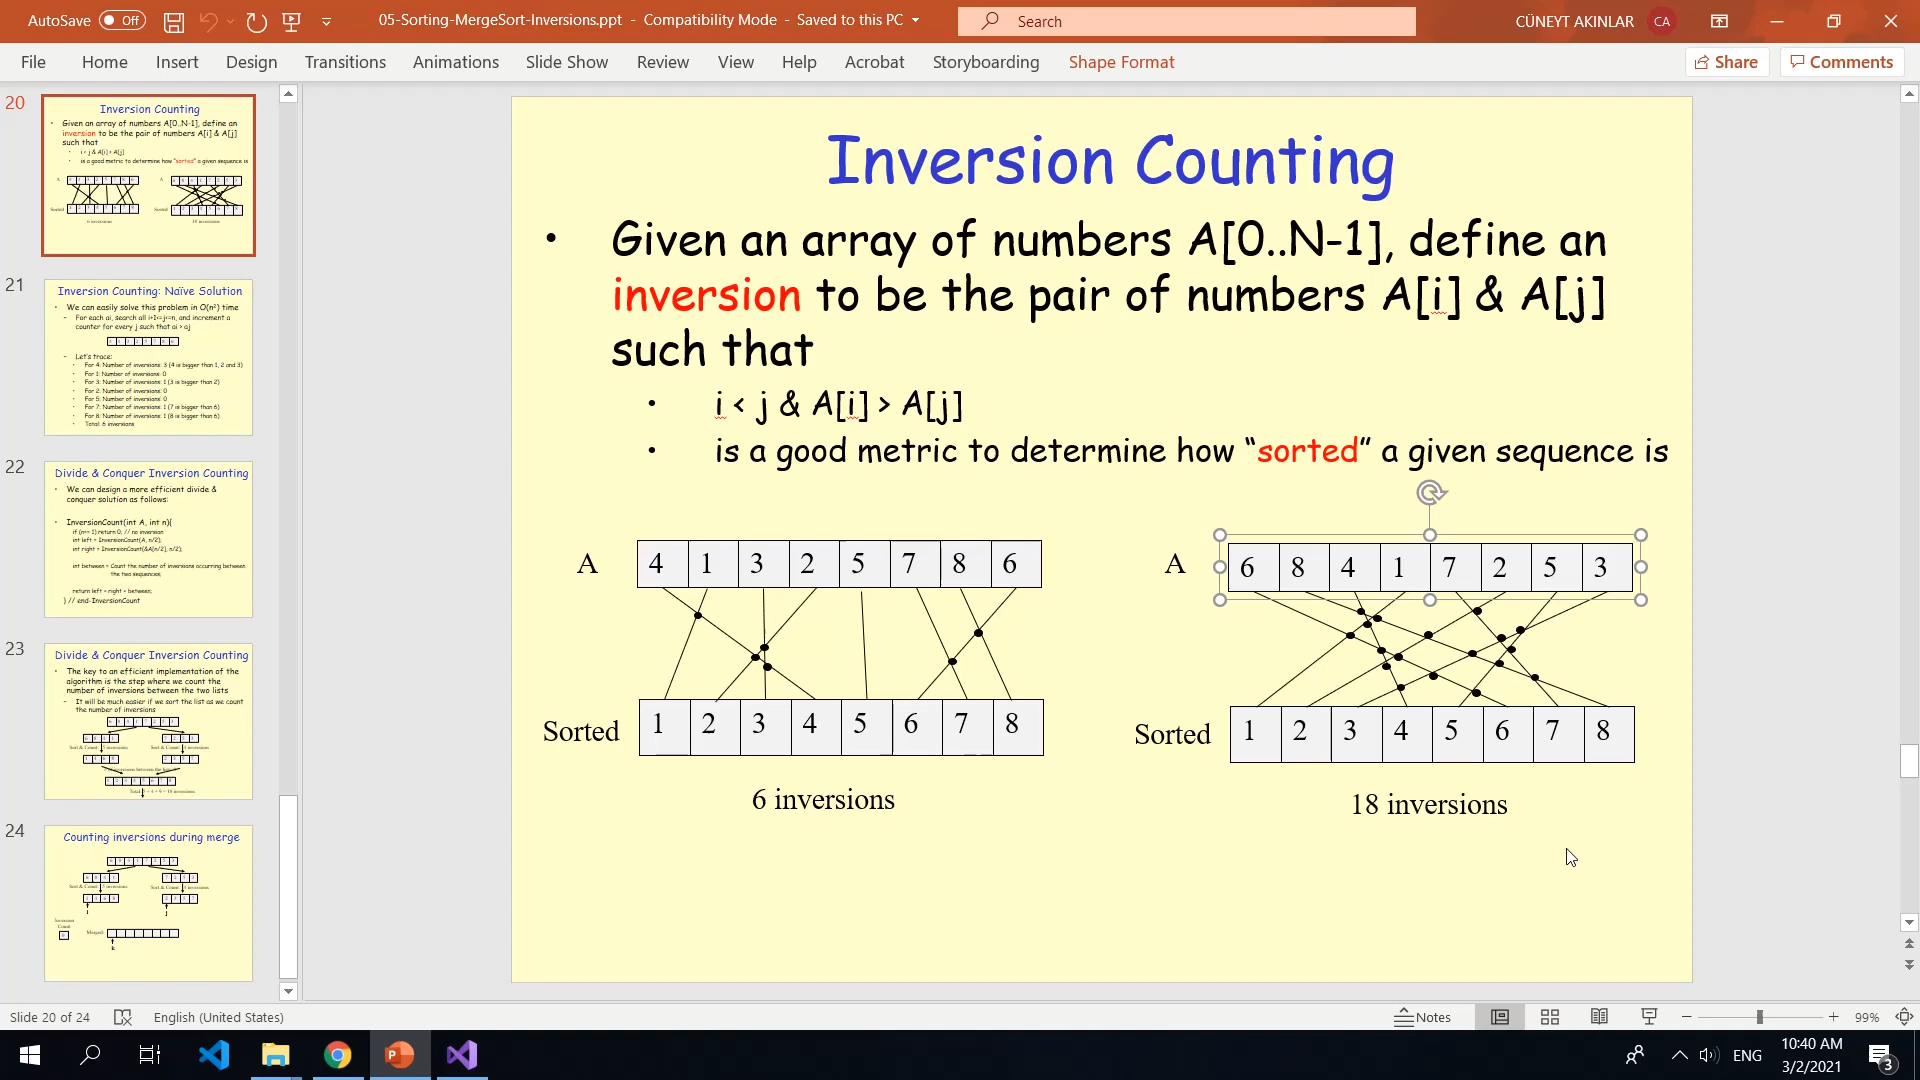 AutoSave Off 05-Sorting-MergeSort-Inversions.ppt - Compatibility Mode - Saved to this PC Search CÜNEYT AKINLAR CA
File Home Insert Design Transitions Animations Slide Show Review View Help Acrobat Storyboarding Shape Format Share Comments
20
Inversion Counting
• Given an array of numbers A[0..N-1], define an
inversion to be the pair of numbers A[i] & A[j]
such that
• i < j & A[i] > A[j]
• is a good metric to determine how "sorted" a given sequence is
6 inversions
18 inversions
21
Inversion Counting: Naïve Solution
• We can easily solve this problem in O(n²) time
– For each ai, search all i+1<=j<=n, and increment a
counter for every j such that ai > aj
– Let's trace:
• For 4: Number of inversions: 3 (4 is bigger than 1, 2 and 3)
• For 1: Number of inversions: 0
• For 3: Number of inversions: 1 (3 is bigger than 2)
• For 2: Number of inversions: 0
• For 5: Number of inversions: 0
• For 7: Number of inversions: 1 (7 is bigger than 6)
• For 8: Number of inversions: 1 (8 is bigger than 6)
• Total: 6 inversions
22
Divide & Conquer Inversion Counting
• We can design a more efficient divide &
conquer solution as follows:
• InversionCount(int A, int n){
if (n== 1) return 0; // no inversion
int left = InversionCount(A, n/2);
int right = InversionCount(&A[n/2], n/2);
int between = Count the number of inversions occurring between
the two sequences;
return left + right + between;
} // end-InversionCount
23
Divide & Conquer Inversion Counting
• The key to an efficient implementation of the
algorithm is the step where we count the
number of inversions between the two lists
– It will be much easier if we sort the list as we count
the number of inversions
24
Counting inversions during merge
Inversion Counting
• Given an array of numbers A[0..N-1], define an
inversion to be the pair of numbers A[i] & A[j]
such that
• i < j & A[i] > A[j]
• is a good metric to determine how “sorted” a given sequence is
A 4 1 3 2 5 7 8 6
Sorted 1 2 3 4 5 6 7 8
6 inversions
A 6 8 4 1 7 2 5 3
Sorted 1 2 3 4 5 6 7 8
18 inversions
Slide 20 of 24 English (United States) Notes 99%
ENG 10:40 AM
3/2/2021 3